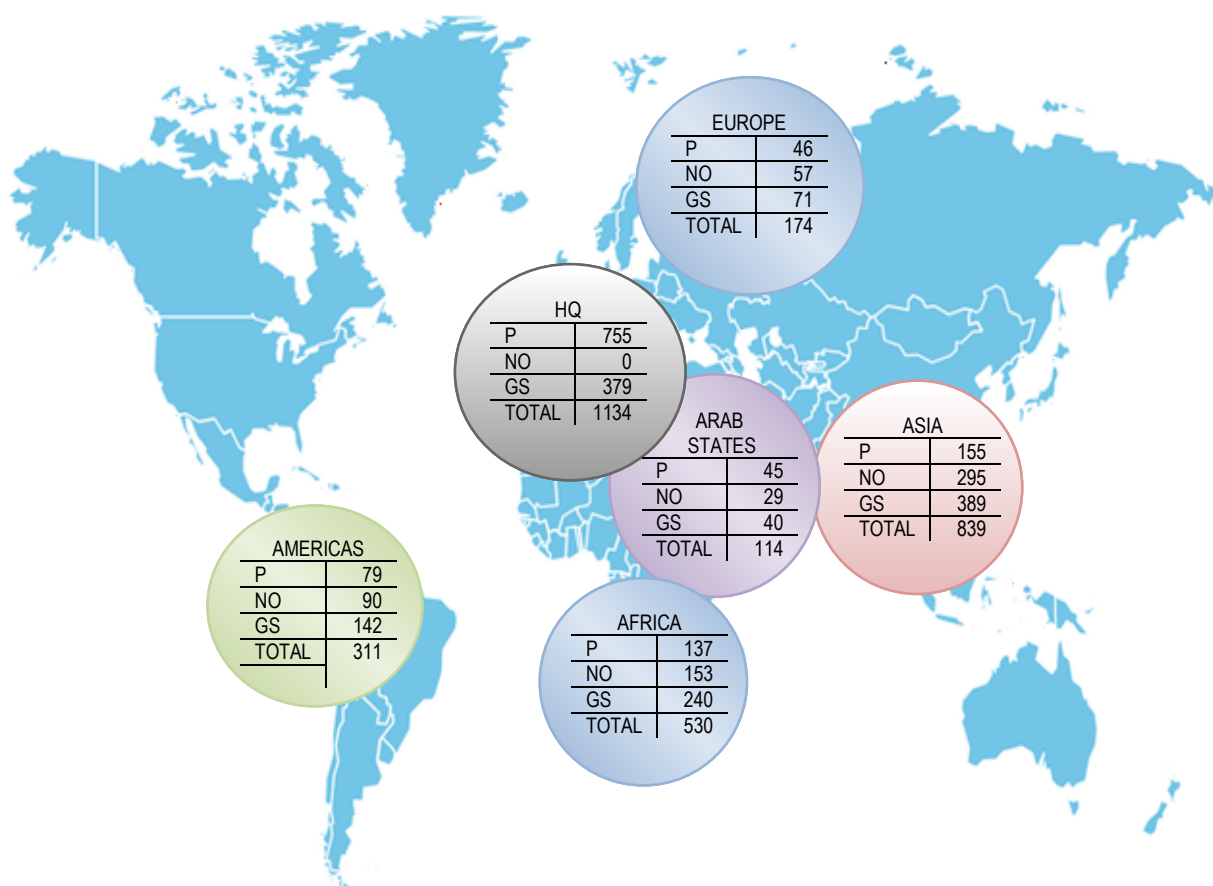 EUROPE
P 46
NO 57
GS 71
TOTAL 174
HQ
P 755
NO 0
GS 379
TOTAL 1134
ARAB
STATES
P 45
NO 29
GS 40
TOTAL 114
ASIA
P 155
NO 295
GS 389
TOTAL 839
AMERICAS
P 79
NO 90
GS 142
TOTAL 311
AFRICA
P 137
NO 153
GS 240
TOTAL 530